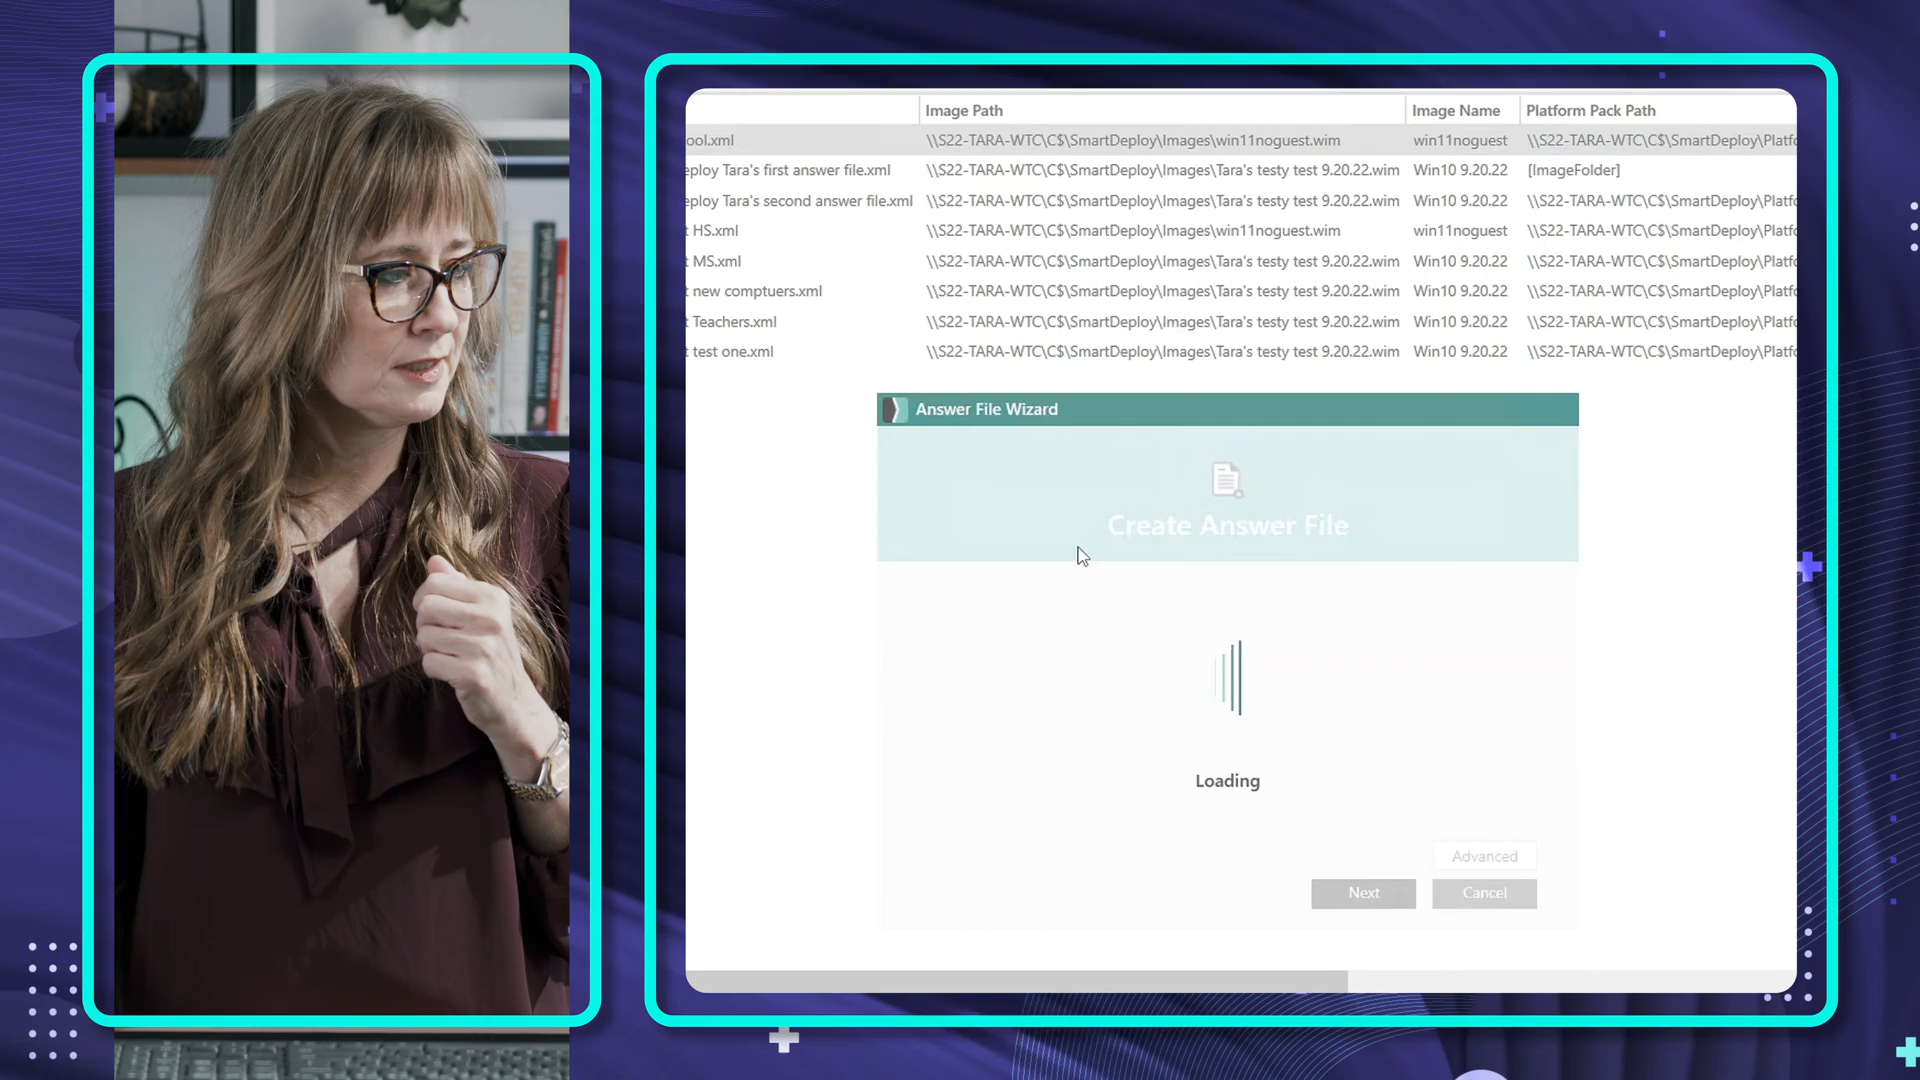 Image Path Image Name Platform Pack Path
ool.xml \\S22-TARA-WTC\C$\SmartDeploy\Images\win11noguest.wim win11noguest \\S22-TARA-WTC\C$\SmartDeploy\Platfo
eploy Tara's first answer file.xml \\S22-TARA-WTC\C$\SmartDeploy\Images\Tara's testy test 9.20.22.wim Win10 9.20.22 [ImageFolder]
eploy Tara's second answer file.xml \\S22-TARA-WTC\C$\SmartDeploy\Images\Tara's testy test 9.20.22.wim Win10 9.20.22 \\S22-TARA-WTC\C$\SmartDeploy\Platfo
t HS.xml \\S22-TARA-WTC\C$\SmartDeploy\Images\win11noguest.wim win11noguest \\S22-TARA-WTC\C$\SmartDeploy\Platfo
t MS.xml \\S22-TARA-WTC\C$\SmartDeploy\Images\Tara's testy test 9.20.22.wim Win10 9.20.22 \\S22-TARA-WTC\C$\SmartDeploy\Platfo
t new comptuers.xml \\S22-TARA-WTC\C$\SmartDeploy\Images\Tara's testy test 9.20.22.wim Win10 9.20.22 \\S22-TARA-WTC\C$\SmartDeploy\Platfo
t Teachers.xml \\S22-TARA-WTC\C$\SmartDeploy\Images\Tara's testy test 9.20.22.wim Win10 9.20.22 \\S22-TARA-WTC\C$\SmartDeploy\Platfo
t test one.xml \\S22-TARA-WTC\C$\SmartDeploy\Images\Tara's testy test 9.20.22.wim Win10 9.20.22 \\S22-TARA-WTC\C$\SmartDeploy\Platfo
Answer File Wizard
Create Answer File
Loading
Advanced
Next Cancel